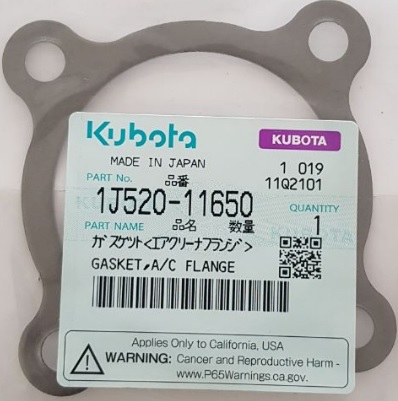 Kubota KUBOTA
MADE IN JAPAN 1 019
PART No. 品番 11Q2101
1J520-11650 QUANTITY
PART NAME 品名 数量 1
ガスケット<エアクリーナフランジ>
GASKET,A/C FLANGE
Applies Only to California, USA
WARNING: Cancer and Reproductive Harm -
www.P65Warnings.ca.gov.